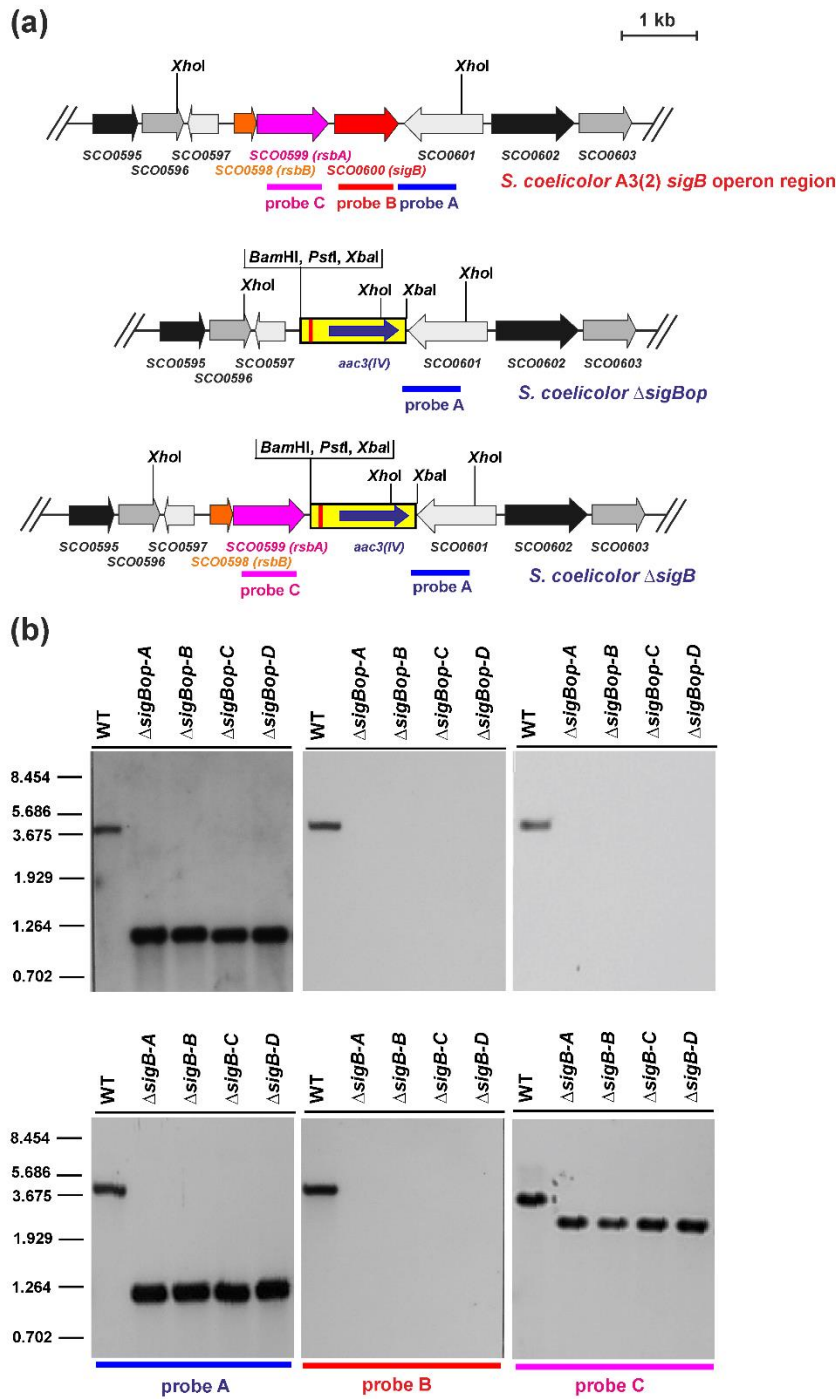 (a)
1 kb
XhoI XhoI
SCO0595 SCO0597 SCO0599 (rsbA) SCO0601 SCO0602 SCO0603
SCO0596 SCO0598 (rsbB) SCO0600 (sigB)
probe C probe B probe A
S. coelicolor A3(2) sigB operon region
BamHI, PstI, XbaI
XhoI XhoI XbaI XhoI
SCO0595 SCO0597 aac3(IV) SCO0601 SCO0602 SCO0603
SCO0596
probe A
S. coelicolor ΔsigBop
BamHI, PstI, XbaI
XhoI XhoI XbaI XhoI
SCO0595 SCO0597 SCO0599 (rsbA) aac3(IV) SCO0601 SCO0602 SCO0603
SCO0596 SCO0598 (rsbB)
probe C probe A
S. coelicolor ΔsigB
(b)
WT ΔsigBop-A ΔsigBop-B ΔsigBop-C ΔsigBop-D WT ΔsigBop-A ΔsigBop-B ΔsigBop-C ΔsigBop-D WT ΔsigBop-A ΔsigBop-B ΔsigBop-C ΔsigBop-D
8.454
5.686
3.675
1.929
1.264
0.702
WT ΔsigB-A ΔsigB-B ΔsigB-C ΔsigB-D WT ΔsigB-A ΔsigB-B ΔsigB-C ΔsigB-D WT ΔsigB-A ΔsigB-B ΔsigB-C ΔsigB-D
8.454
5.686
3.675
1.929
1.264
0.702
probe A probe B probe C